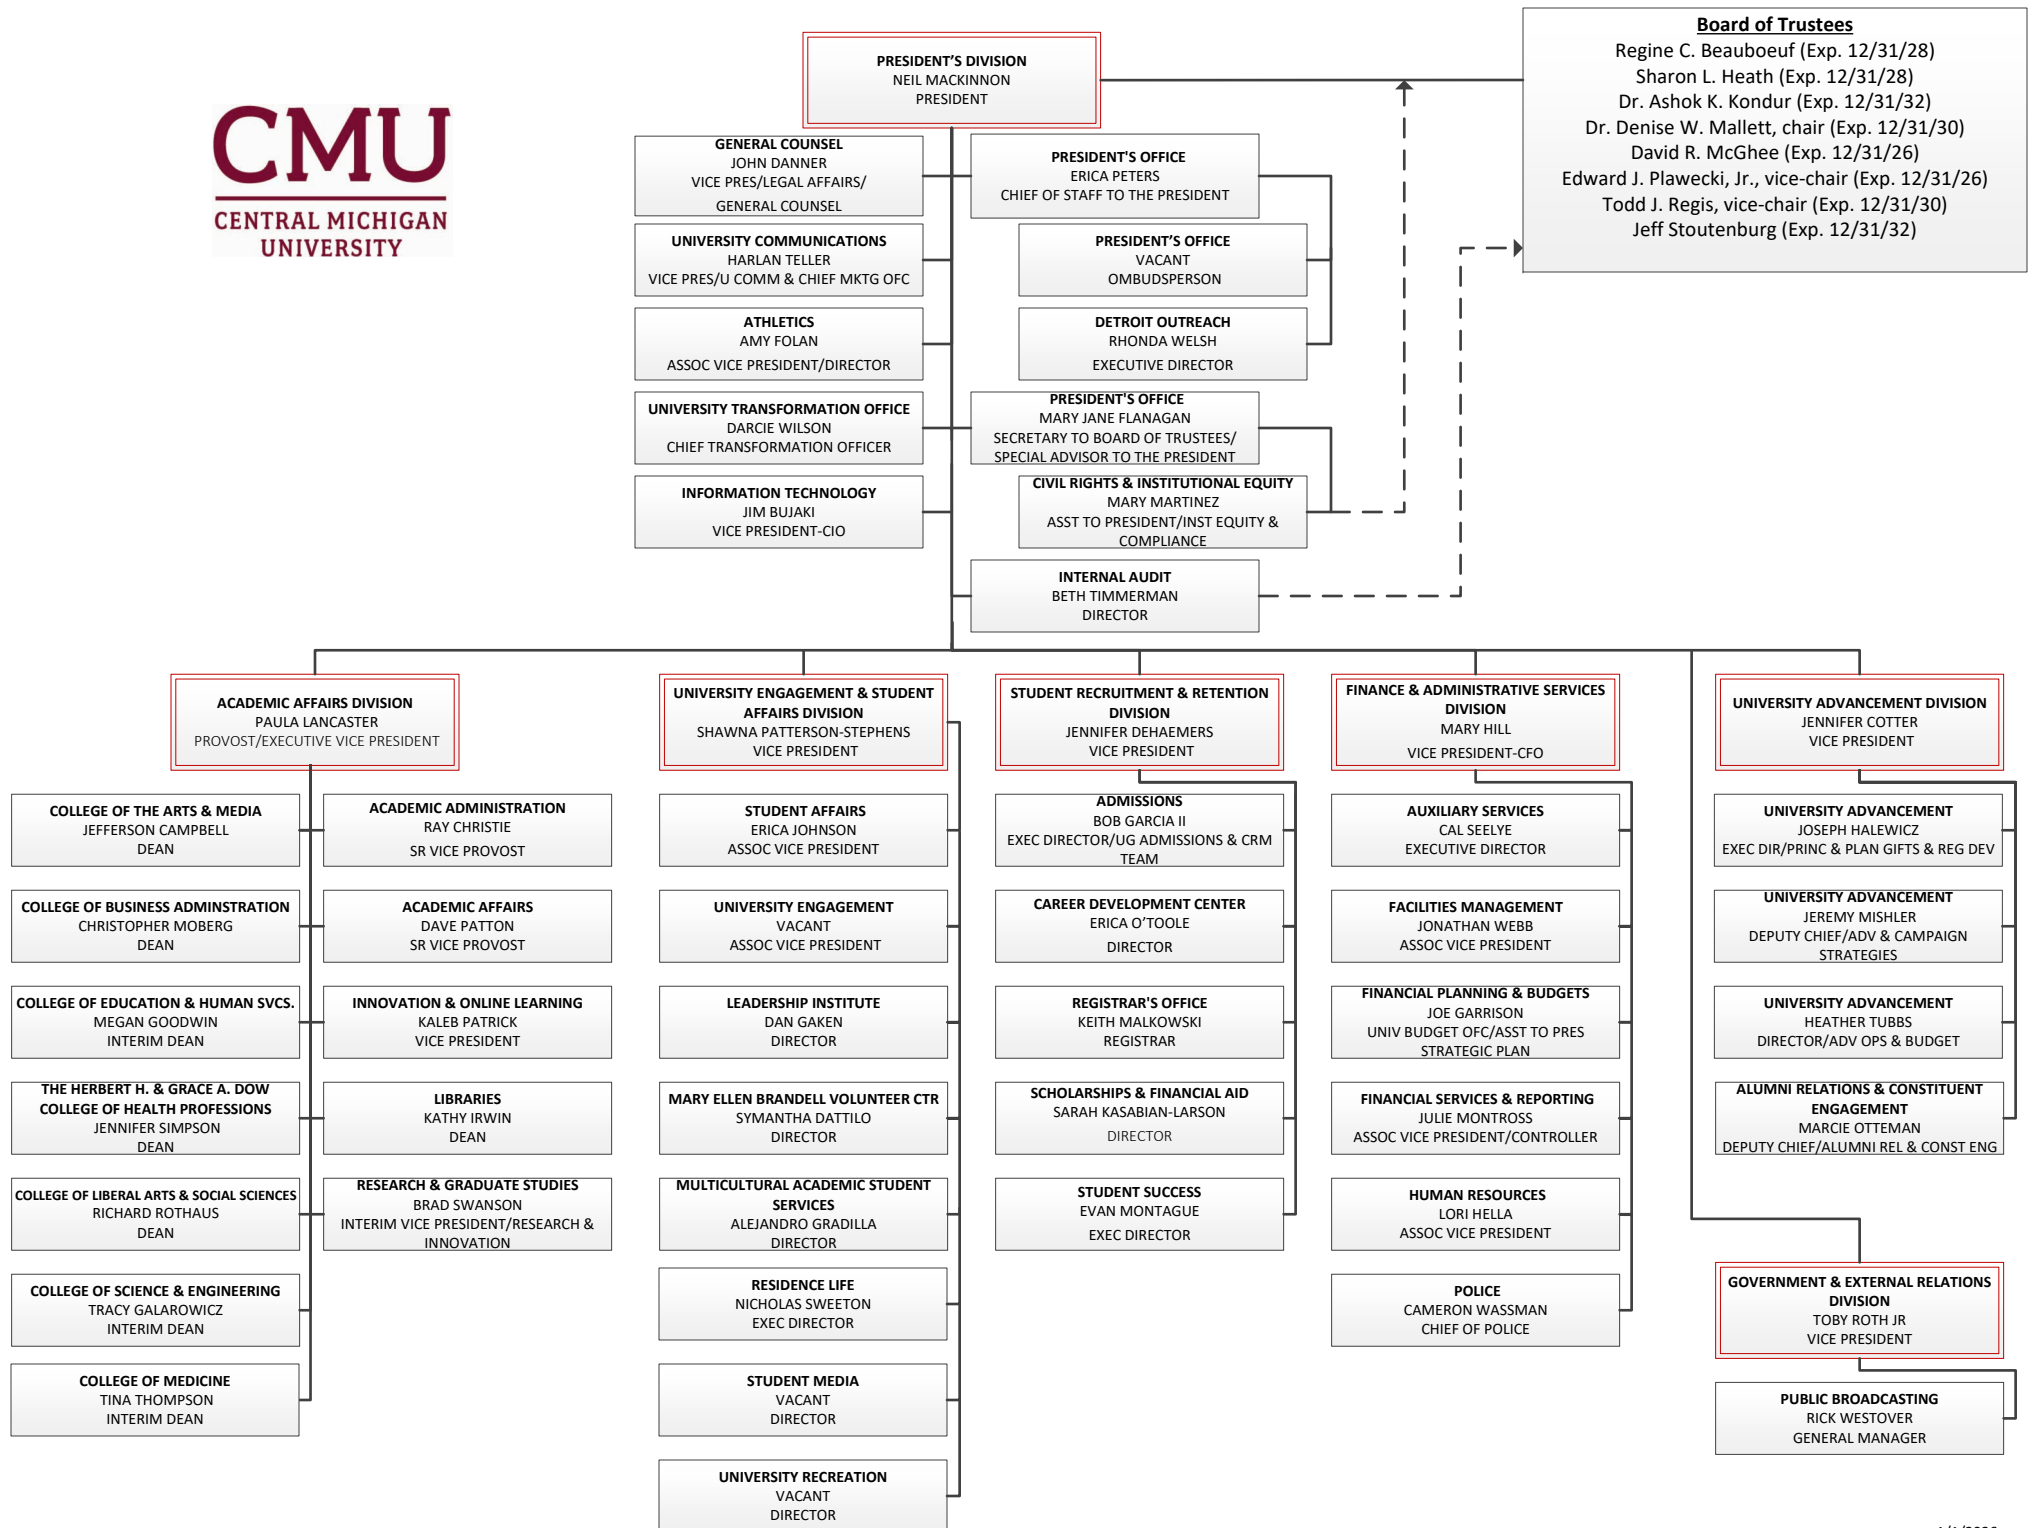 Board of Trustees
Regine C. Beauboeuf (Exp. 12/31/28)
Sharon L. Heath (Exp. 12/31/28)
Dr. Ashok K. Kondur (Exp. 12/31/32)
Dr. Denise W. Mallett, chair (Exp. 12/31/30)
David R. McGhee (Exp. 12/31/26)
Edward J. Plawecki, Jr., vice-chair (Exp. 12/31/26)
Todd J. Regis, vice-chair (Exp. 12/31/30)
Jeff Stoutenburg (Exp. 12/31/32)
PRESIDENT'S DIVISION
NEIL MACKINNON
PRESIDENT
CMU
CENTRAL MICHIGAN
UNIVERSITY
GENERAL COUNSEL
JOHN DANNER
VICE PRES/LEGAL AFFAIRS/
GENERAL COUNSEL
PRESIDENT'S OFFICE
ERICA PETERS
CHIEF OF STAFF TO THE PRESIDENT
UNIVERSITY COMMUNICATIONS
HARLAN TELLER
VICE PRES/U COMM & CHIEF MKTG OFC
PRESIDENT'S OFFICE
VACANT
OMBUDSPERSON
ATHLETICS
AMY FOLAN
ASSOC VICE PRESIDENT/DIRECTOR
DETROIT OUTREACH
RHONDA WELSH
EXECUTIVE DIRECTOR
UNIVERSITY TRANSFORMATION OFFICE
DARCIE WILSON
CHIEF TRANSFORMATION OFFICER
PRESIDENT'S OFFICE
MARY JANE FLANAGAN
SECRETARY TO BOARD OF TRUSTEES/
SPECIAL ADVISOR TO THE PRESIDENT
INFORMATION TECHNOLOGY
JIM BUJAKI
VICE PRESIDENT-CIO
CIVIL RIGHTS & INSTITUTIONAL EQUITY
MARY MARTINEZ
ASST TO PRESIDENT/INST EQUITY &
COMPLIANCE
INTERNAL AUDIT
BETH TIMMERMAN
DIRECTOR
ACADEMIC AFFAIRS DIVISION
PAULA LANCASTER
PROVOST/EXECUTIVE VICE PRESIDENT
COLLEGE OF THE ARTS & MEDIA
JEFFERSON CAMPBELL
DEAN
ACADEMIC ADMINISTRATION
RAY CHRISTIE
SR VICE PROVOST
COLLEGE OF BUSINESS ADMINSTRATION
CHRISTOPHER MOBERG
DEAN
ACADEMIC AFFAIRS
DAVE PATTON
SR VICE PROVOST
COLLEGE OF EDUCATION & HUMAN SVCS.
MEGAN GOODWIN
INTERIM DEAN
INNOVATION & ONLINE LEARNING
KALEB PATRICK
VICE PRESIDENT
THE HERBERT H. & GRACE A. DOW
COLLEGE OF HEALTH PROFESSIONS
JENNIFER SIMPSON
DEAN
LIBRARIES
KATHY IRWIN
DEAN
COLLEGE OF LIBERAL ARTS & SOCIAL SCIENCES
RICHARD ROTHAUS
DEAN
RESEARCH & GRADUATE STUDIES
BRAD SWANSON
INTERIM VICE PRESIDENT/RESEARCH &
INNOVATION
COLLEGE OF SCIENCE & ENGINEERING
TRACY GALAROWICZ
INTERIM DEAN
COLLEGE OF MEDICINE
TINA THOMPSON
INTERIM DEAN
UNIVERSITY ENGAGEMENT & STUDENT
AFFAIRS DIVISION
SHAWNA PATTERSON-STEPHENS
VICE PRESIDENT
STUDENT AFFAIRS
ERICA JOHNSON
ASSOC VICE PRESIDENT
UNIVERSITY ENGAGEMENT
VACANT
ASSOC VICE PRESIDENT
LEADERSHIP INSTITUTE
DAN GAKEN
DIRECTOR
MARY ELLEN BRANDELL VOLUNTEER CTR
SYMANTHA DATTILO
DIRECTOR
MULTICULTURAL ACADEMIC STUDENT
SERVICES
ALEJANDRO GRADILLA
DIRECTOR
RESIDENCE LIFE
NICHOLAS SWEETON
EXEC DIRECTOR
STUDENT MEDIA
VACANT
DIRECTOR
UNIVERSITY RECREATION
VACANT
DIRECTOR
STUDENT RECRUITMENT & RETENTION
DIVISION
JENNIFER DEHAEMERS
VICE PRESIDENT
ADMISSIONS
BOB GARCIA II
EXEC DIRECTOR/UG ADMISSIONS & CRM
TEAM
CAREER DEVELOPMENT CENTER
ERICA O'TOOLE
DIRECTOR
REGISTRAR'S OFFICE
KEITH MALKOWSKI
REGISTRAR
SCHOLARSHIPS & FINANCIAL AID
SARAH KASABIAN-LARSON
DIRECTOR
STUDENT SUCCESS
EVAN MONTAGUE
EXEC DIRECTOR
FINANCE & ADMINISTRATIVE SERVICES
DIVISION
MARY HILL
VICE PRESIDENT-CFO
AUXILIARY SERVICES
CAL SEELYE
EXECUTIVE DIRECTOR
FACILITIES MANAGEMENT
JONATHAN WEBB
ASSOC VICE PRESIDENT
FINANCIAL PLANNING & BUDGETS
JOE GARRISON
UNIV BUDGET OFC/ASST TO PRES
STRATEGIC PLAN
FINANCIAL SERVICES & REPORTING
JULIE MONTROSS
ASSOC VICE PRESIDENT/CONTROLLER
HUMAN RESOURCES
LORI HELLA
ASSOC VICE PRESIDENT
POLICE
CAMERON WASSMAN
CHIEF OF POLICE
UNIVERSITY ADVANCEMENT DIVISION
JENNIFER COTTER
VICE PRESIDENT
UNIVERSITY ADVANCEMENT
JOSEPH HALEWICZ
EXEC DIR/PRINC & PLAN GIFTS & REG DEV
UNIVERSITY ADVANCEMENT
JEREMY MISHLER
DEPUTY CHIEF/ADV & CAMPAIGN
STRATEGIES
UNIVERSITY ADVANCEMENT
HEATHER TUBBS
DIRECTOR/ADV OPS & BUDGET
ALUMNI RELATIONS & CONSTITUENT
ENGAGEMENT
MARCIE OTTEMAN
DEPUTY CHIEF/ALUMNI REL & CONST ENG
GOVERNMENT & EXTERNAL RELATIONS
DIVISION
TOBY ROTH JR
VICE PRESIDENT
PUBLIC BROADCASTING
RICK WESTOVER
GENERAL MANAGER